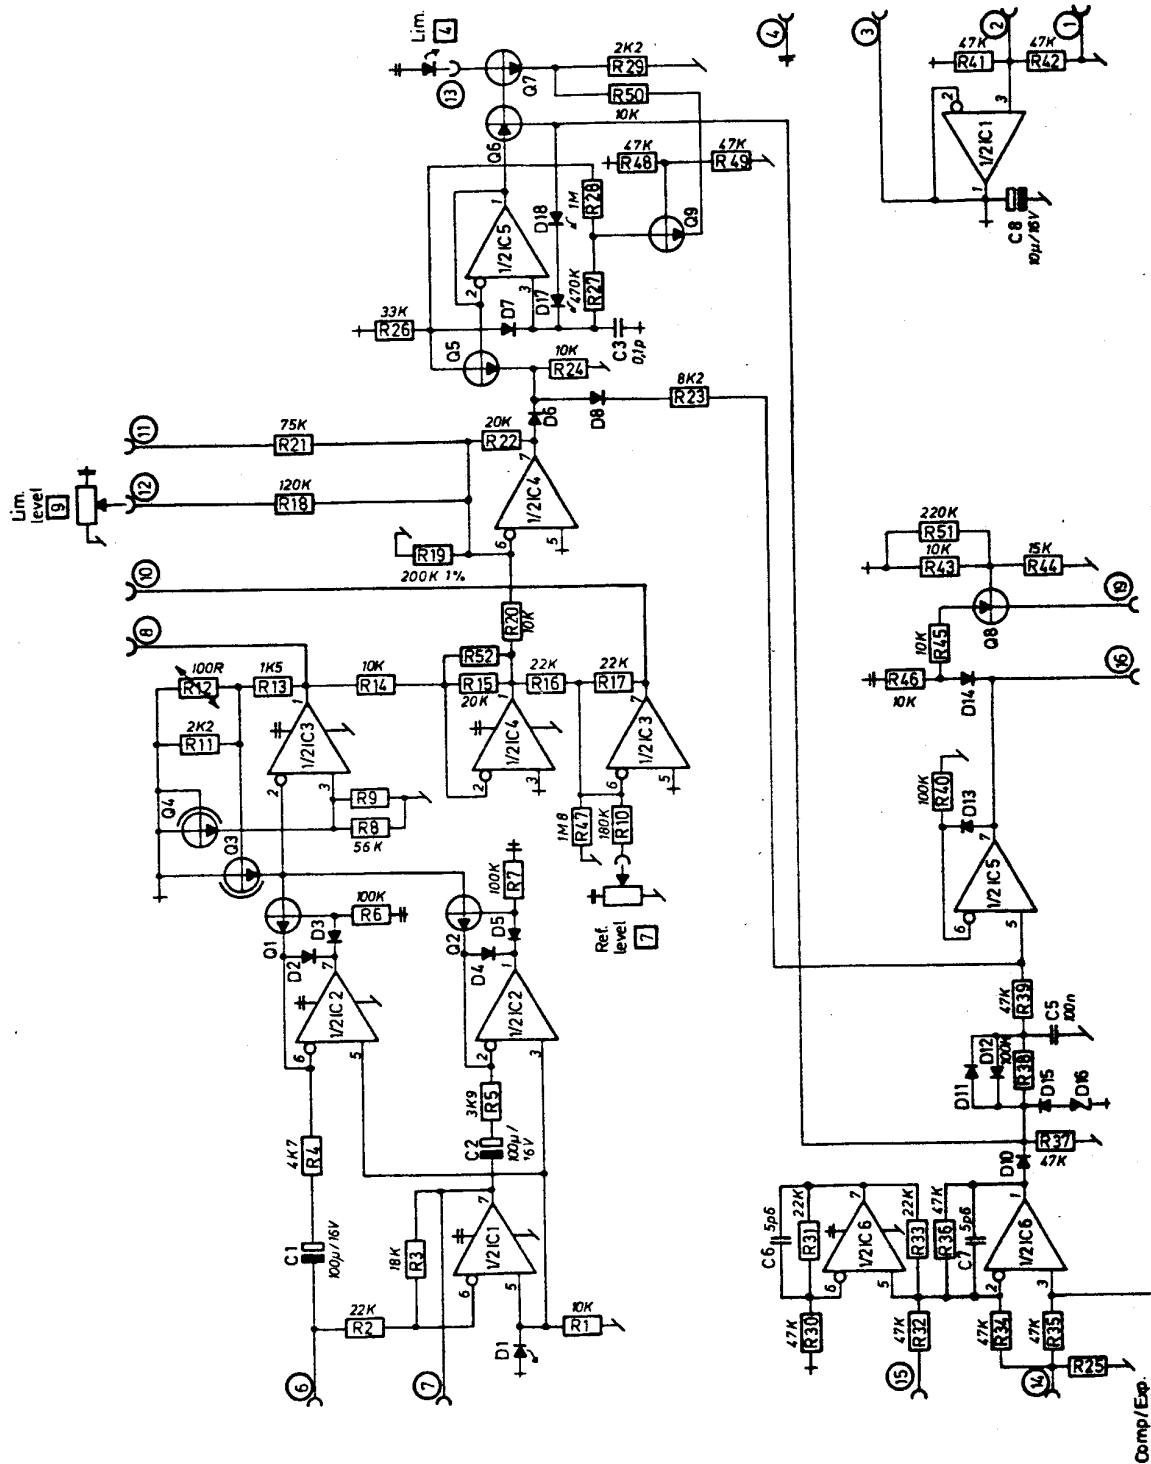 Lim.
4
13
Q7
2K2
R29
R50
10K
Q6
47K
R48
47K
R49
1
1/2IC5
2
3
D18
1M
R28
Q9
D7
D17
470K
R27
33K
R26
Q5
C3
0,1µ
10K
R24
D6
D8
8K2
R23
4
3
2
1
47K
R41
47K
R42
2
3
1/2IC1
1
C8
10µ/16V
11
75K
R21
20K
R22
Lim.
level
9
12
120K
R18
7
1/2IC4
6
5
R19
200K 1%
10
R20
10K
8
100R
R12
1K5
R13
10K
R14
R52
R15
20K
22K
R16
22K
R17
2K2
R11
1
1/2IC3
2
3
1
1/2IC4
2
3
7
1/2IC3
6
5
Q4
Q3
R9
R8
56K
1M8
R47
180K
R10
Ref.
level
7
Q1
D2
D3
100K
R6
7
1/2IC2
6
5
Q2
D4
D5
100K
R7
1
1/2IC2
2
3
4K7
R4
C1
100µ/16V
3K9
R5
C2
100µ/
16V
18K
R3
7
1/2IC1
6
5
22K
R2
6
7
D1
10K
R1
220K
R51
10K
R43
15K
R44
10K
R45
Q8
19
R46
10K
D14
16
100K
R40
D13
7
1/2IC5
6
5
47K
R39
C5
100n
D11
D12
100K
R38
D15
D16
D10
R37
47K
C6
5p6
22K
R31
7
1/2IC6
6
5
22K
R33
47K
R36
C7
5p6
1
1/2IC6
2
3
47K
R30
47K
R32
47K
R34
47K
R35
15
14
R25
Comp/Exp.